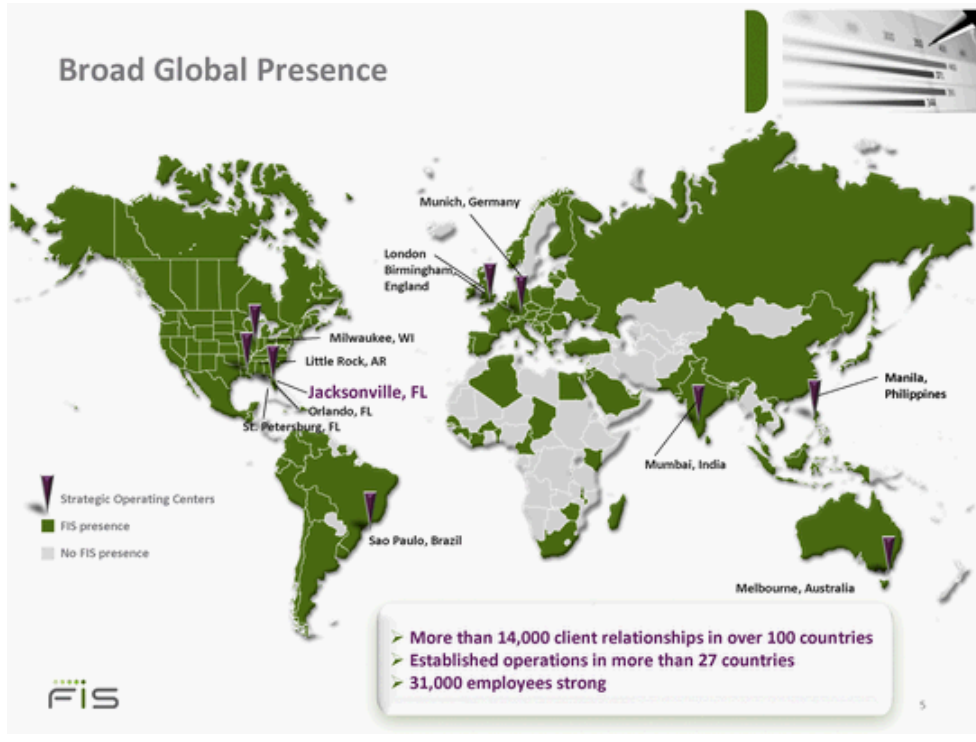 Broad Global Presence
Munich, Germany
London
Birmingham,
England
Milwaukee, WI
Little Rock, AR
Jacksonville, FL
Orlando, FL
St. Petersburg, FL
Manila,
Philippines
Mumbai, India
Strategic Operating Centers
FIS presence
No FIS presence
Sao Paulo, Brazil
Melbourne, Australia
More than 14,000 client relationships in over 100 countries
Established operations in more than 27 countries
31,000 employees strong
FIS
5